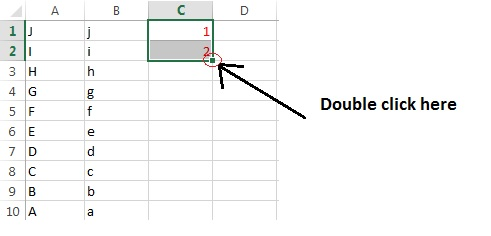 A B C D
1 J j 1
2 I i 2
3 H h
4 G g
5 F f Double click here
6 E e
7 D d
8 C c
9 B b
10 A a